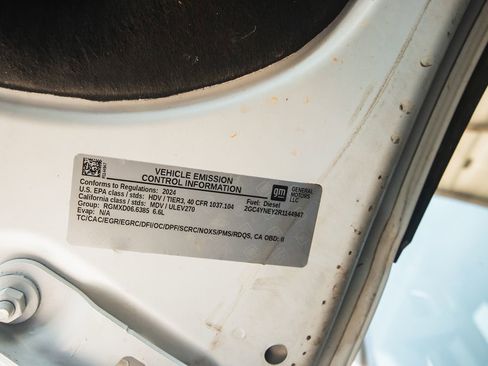 VEHICLE EMISSION
CONTROL INFORMATION
gm
GENERAL
MOTORS
LLC
Conforms to Regulations: 2024
U.S. EPA class / stds: HDV / TIER3, 40 CFR 1037.104
California class / stds: MDV / ULEV270
Group: RGMXD06.6385 6.6L
Evap: N/A
Fuel: Diesel
2GC4YNEY2R1144947
TC/CAC/EGR/EGRC/DFI/OC/DPF/SCRC/NOXS/PMS/RDQS, CA OBD: II